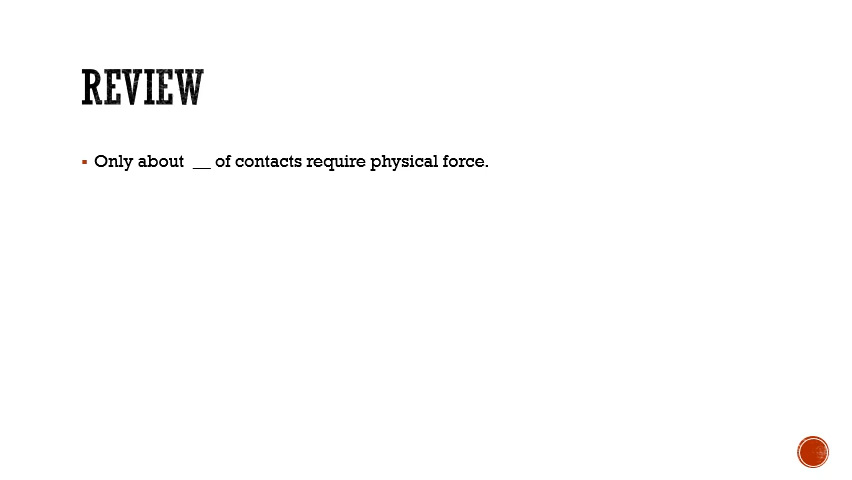 REVIEW
▪ Only about __ of contacts require physical force.